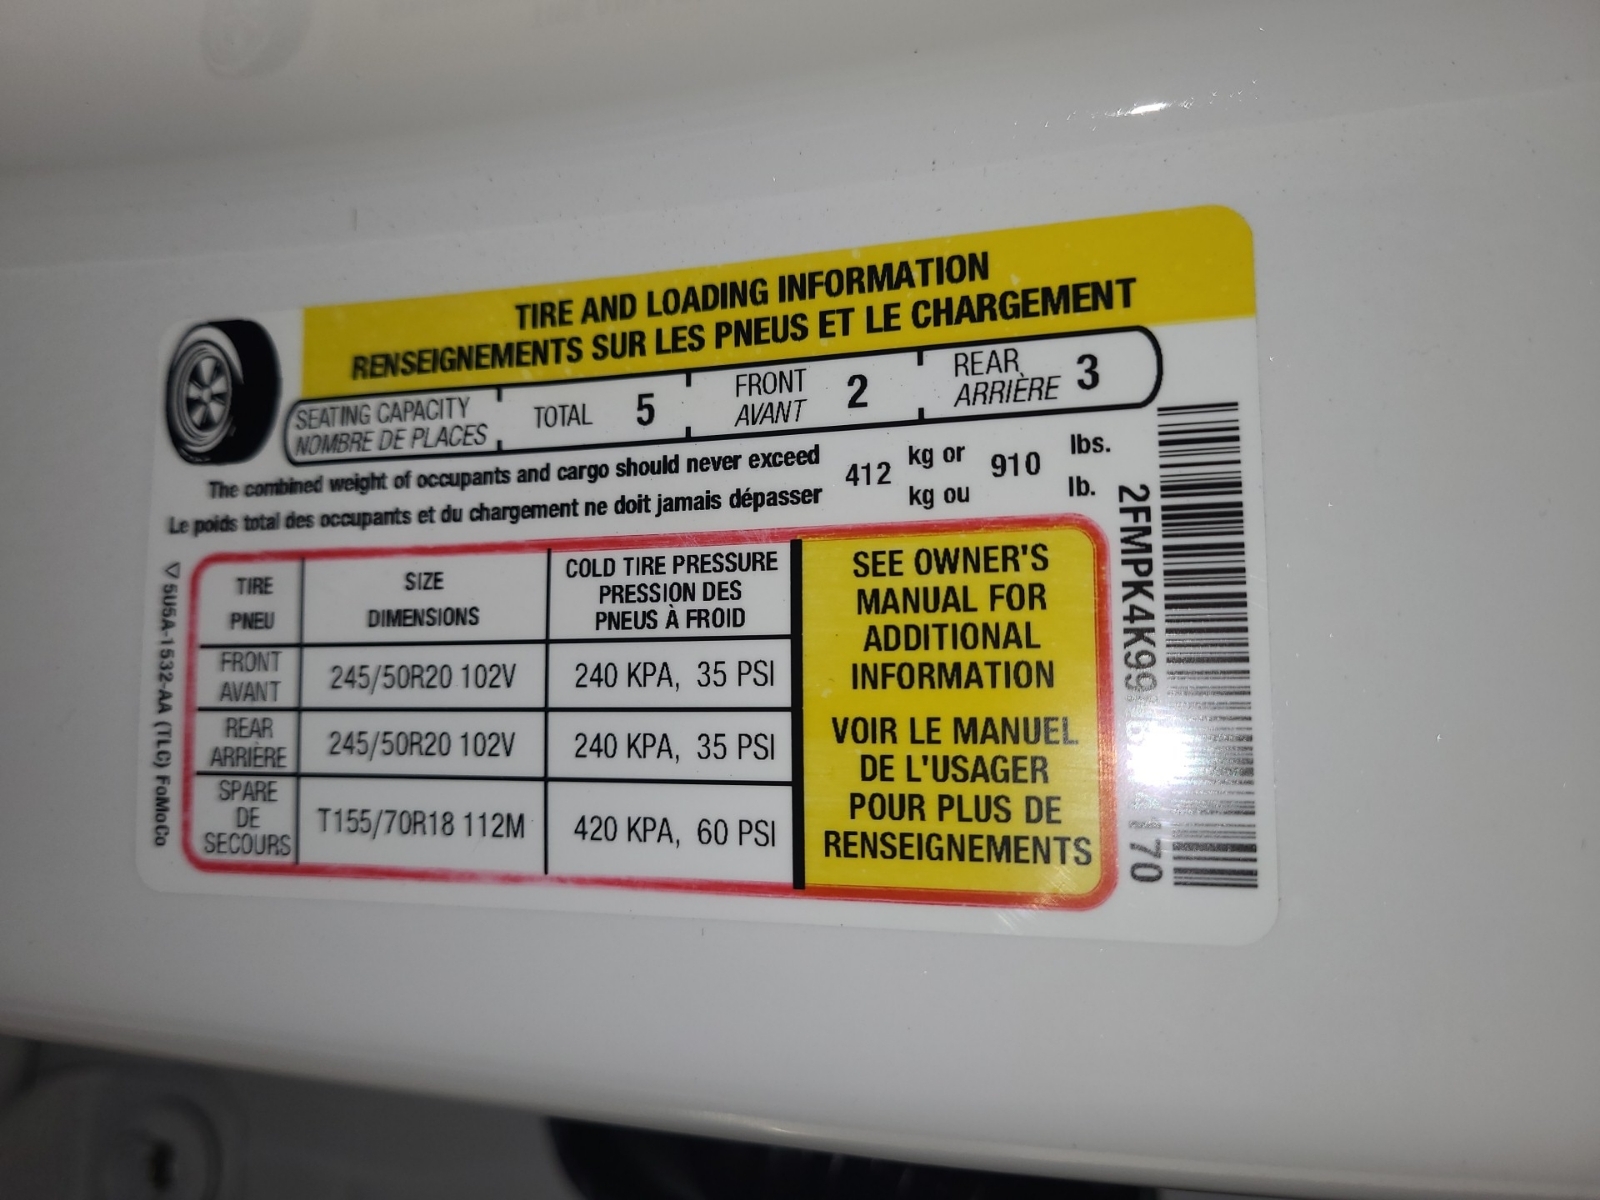 TIRE AND LOADING INFORMATION
RENSEIGNEMENTS SUR LES PNEUS ET LE CHARGEMENT
SEATING CAPACITY
NOMBRE DE PLACES
TOTAL 5
FRONT
AVANT
2
REAR
ARRIÈRE
3
The combined weight of occupants and cargo should never exceed 412 kg or 910 lbs.
Le poids total des occupants et du chargement ne doit jamais dépasser kg ou lb.
TIRE
PNEU
SIZE
DIMENSIONS
COLD TIRE PRESSURE
PRESSION DES
PNEUS À FROID
FRONT
AVANT
245/50R20 102V
240 KPA, 35 PSI
REAR
ARRIÈRE
245/50R20 102V
240 KPA, 35 PSI
SPARE
DE
SECOURS
T155/70R18 112M
420 KPA, 60 PSI
SEE OWNER'S
MANUAL FOR
ADDITIONAL
INFORMATION
VOIR LE MANUEL
DE L'USAGER
POUR PLUS DE
RENSEIGNEMENTS
5U5A-1532-AA (TLC) FoMoCo